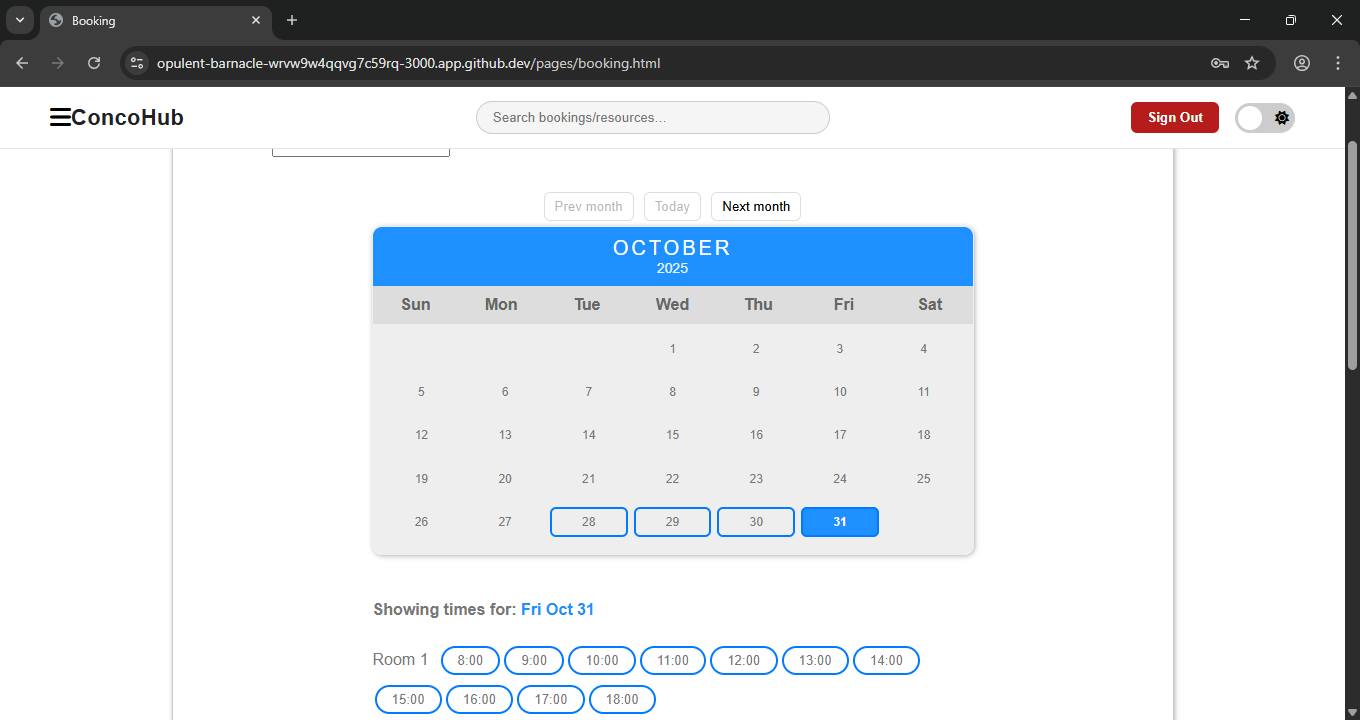 Booking
opulent-barnacle-wrvw9w4qqvg7c59rq-3000.app.github.dev/pages/booking.html
ConcoHub
Search bookings/resources...
Sign Out
Prev month Today Next month
OCTOBER
2025
Sun Mon Tue Wed Thu Fri Sat
1 2 3 4
5 6 7 8 9 10 11
12 13 14 15 16 17 18
19 20 21 22 23 24 25
26 27 28 29 30 31
Showing times for: Fri Oct 31
Room 1 8:00 9:00 10:00 11:00 12:00 13:00 14:00
15:00 16:00 17:00 18:00